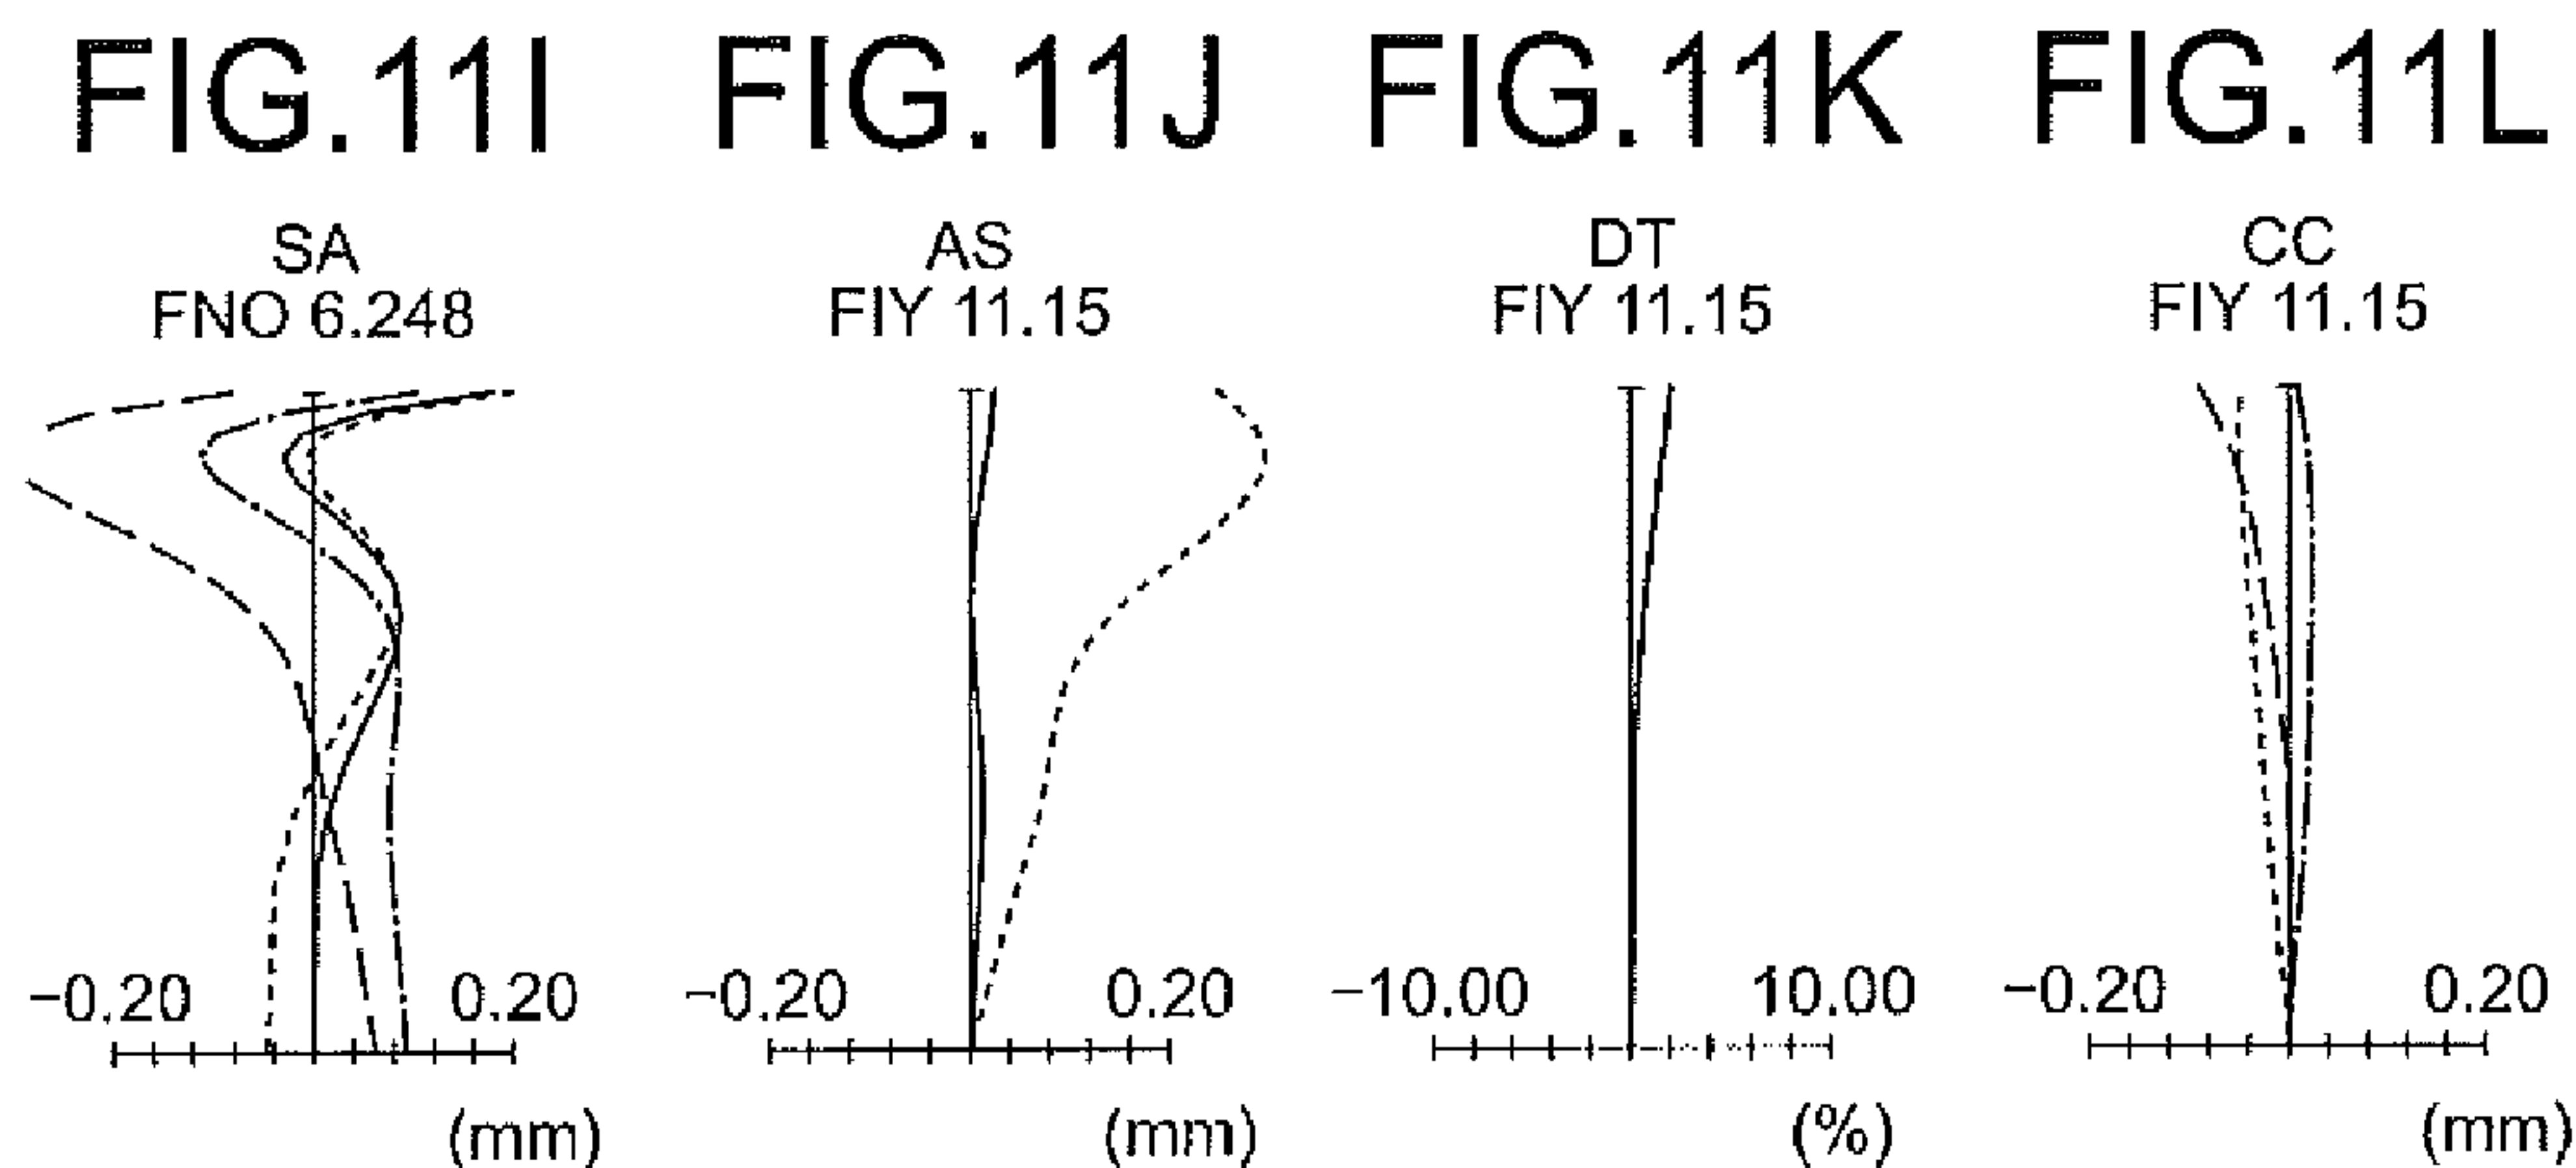 FIG.11I FIG.11J FIG.11K FIG.11L
SA AS DT CC
FNO 6.248 FIY 11.15 FIY 11.15 FIY 11.15
−0.20 0.20 −0.20 0.20 −10.00 10.00 −0.20 0.20
(mm) (mm) (%) (mm)